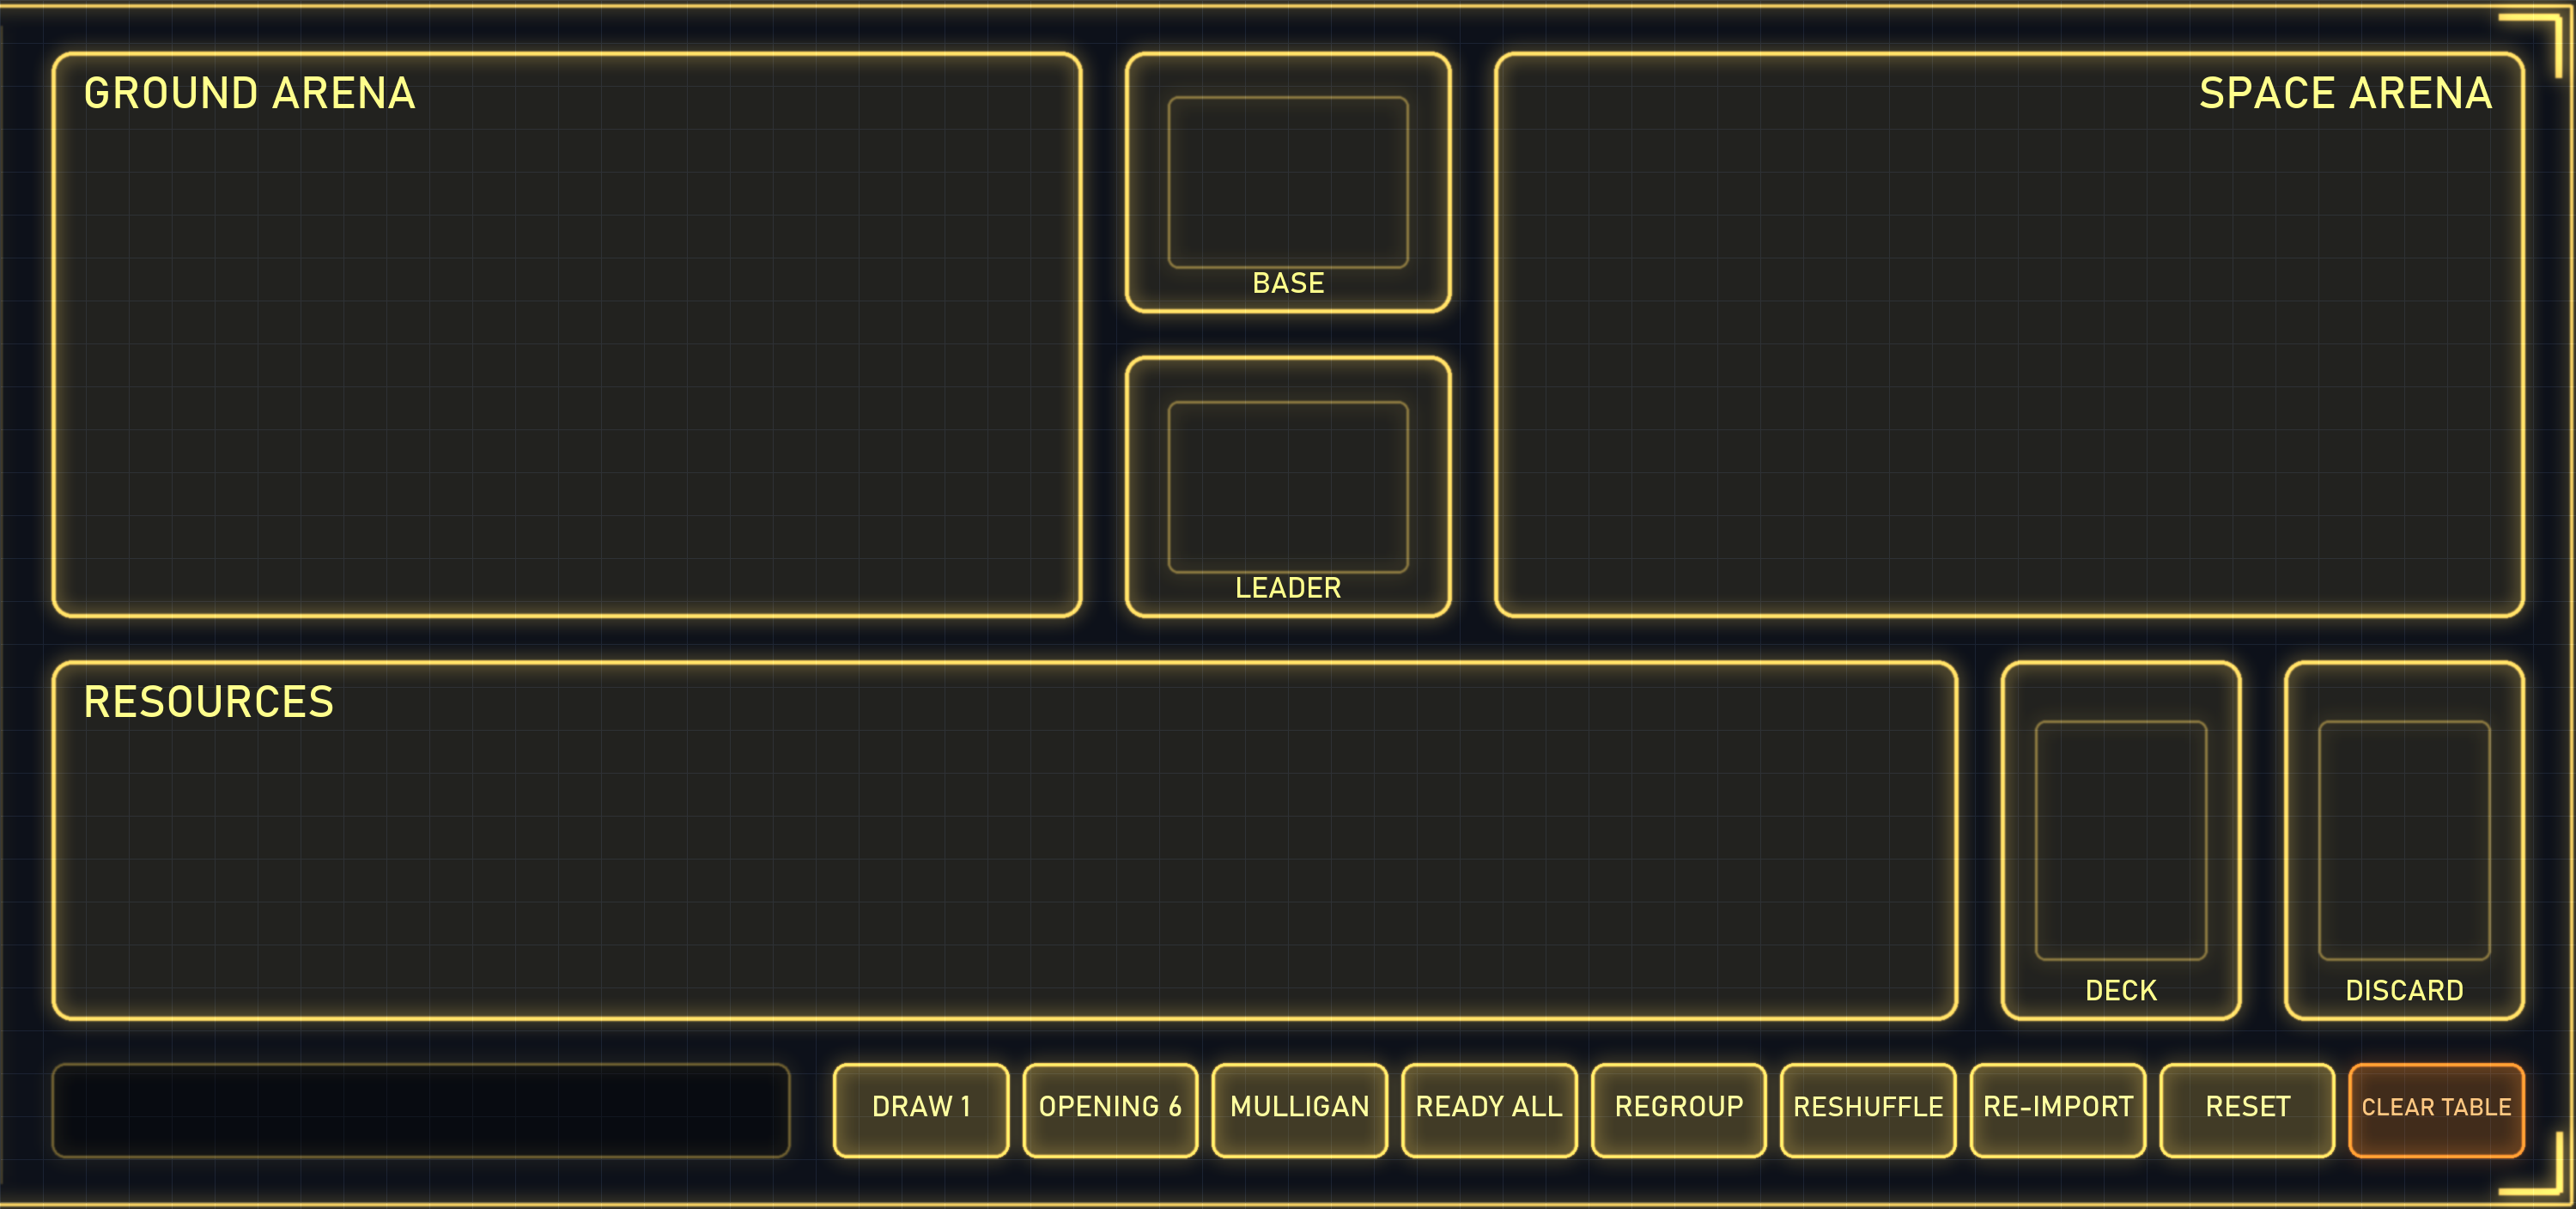 GROUND ARENA
SPACE ARENA
BASE
LEADER
RESOURCES
DECK
DISCARD
DRAW 1
OPENING 6
MULLIGAN
READY ALL
REGROUP
RESHUFFLE
RE-IMPORT
RESET
CLEAR TABLE